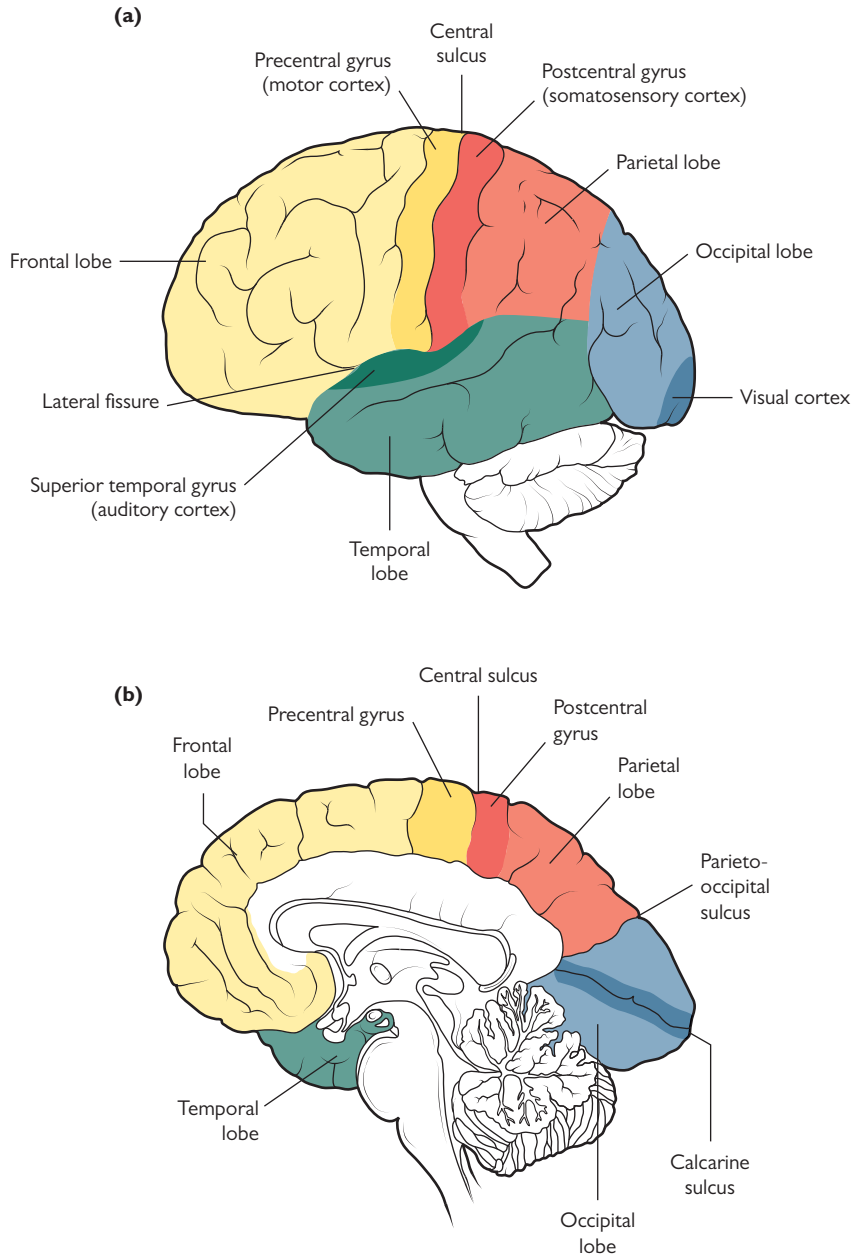 (a)
Central
sulcus
Precentral gyrus
(motor cortex)
Postcentral gyrus
(somatosensory cortex)
Parietal lobe
Frontal lobe
Occipital lobe
Lateral fissure
Visual cortex
Superior temporal gyrus
(auditory cortex)
Temporal
lobe
(b)
Central sulcus
Precentral gyrus
Postcentral
gyrus
Frontal
lobe
Parietal
lobe
Parieto-
occipital
sulcus
Temporal
lobe
Calcarine
sulcus
Occipital
lobe